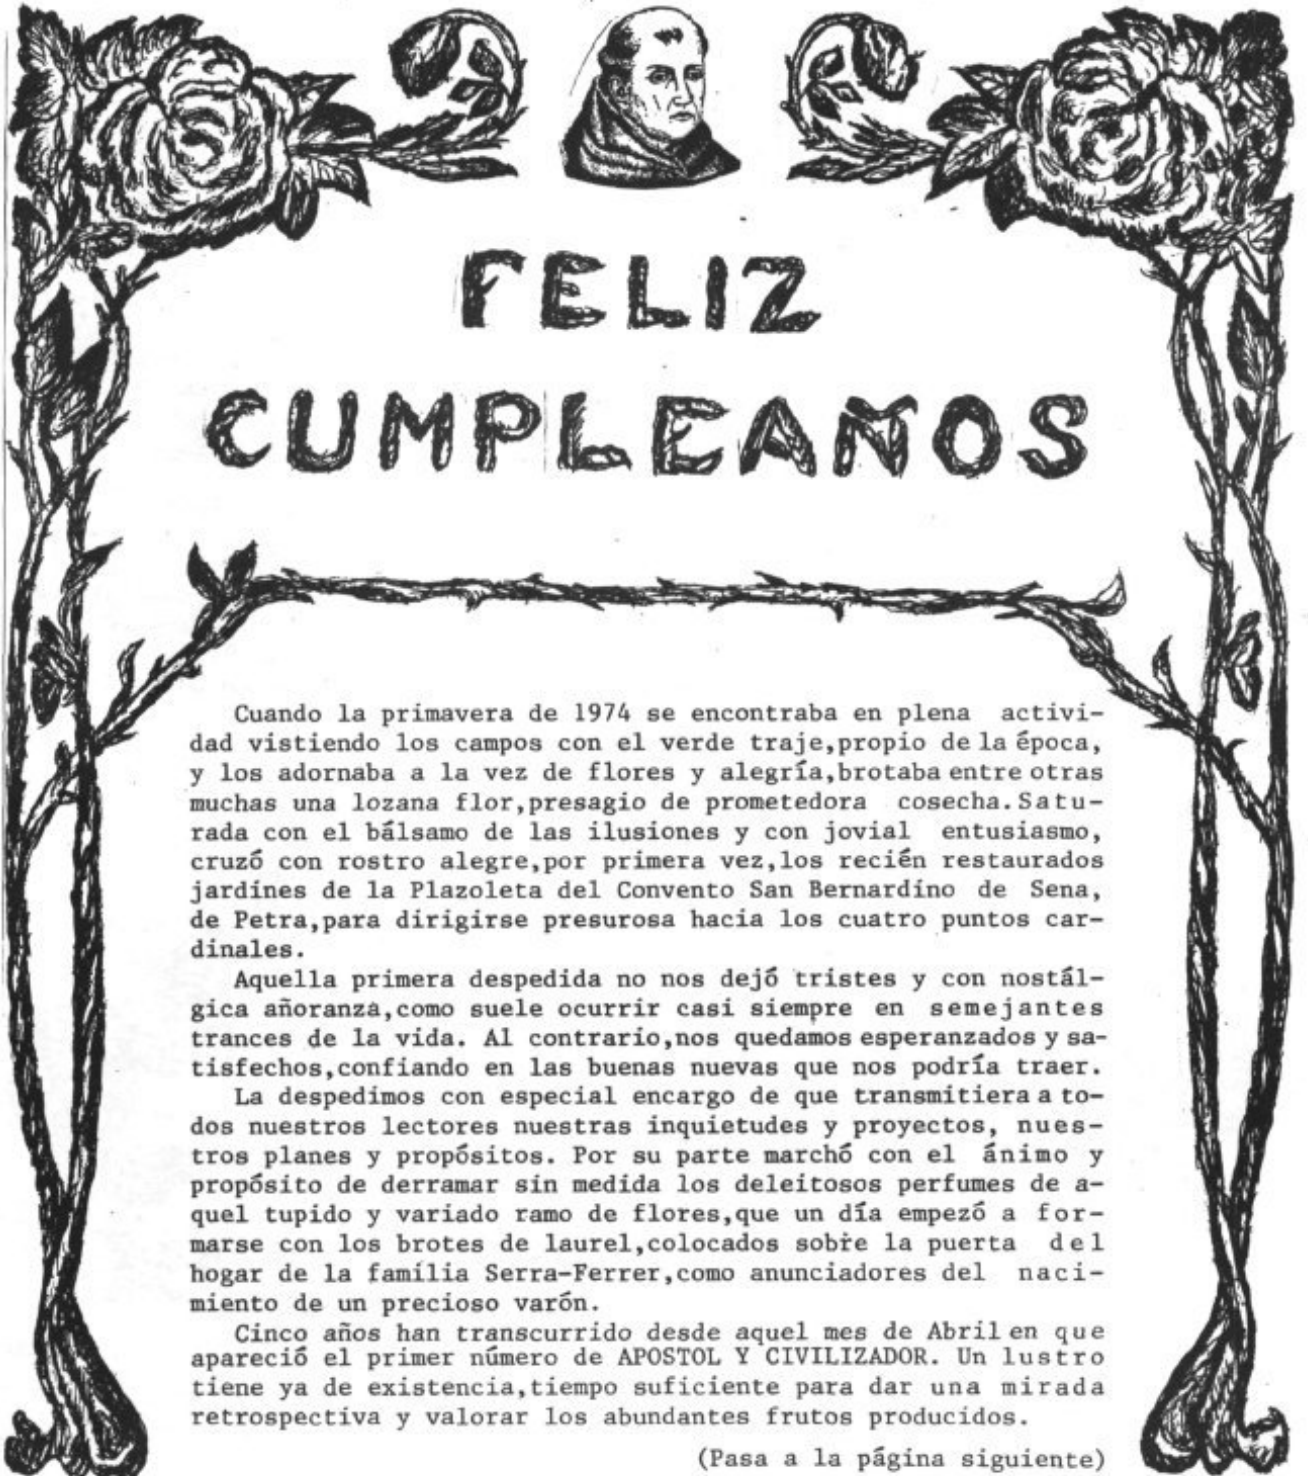 FELIZ
CUMPLEAÑOS
Cuando la primavera de 1974 se encontraba en plena activi-
dad vistiendo los campos con el verde traje,propio de la época,
y los adornaba a la vez de flores y alegría,brotaba entre otras
muchas una lozana flor,presagio de prometedora cosecha.Satu-
rada con el bálsamo de las ilusiones y con jovial entusiasmo,
cruzó con rostro alegre,por primera vez,los recién restaurados
jardines de la Plazoleta del Convento San Bernardino de Sena,
de Petra,para dirigirse presurosa hacia los cuatro puntos car-
dinales.
Aquella primera despedida no nos dejó tristes y con nostál-
gica añoranza,como suele ocurrir casi siempre en semejantes
trances de la vida. Al contrario,nos quedamos esperanzados y sa-
tisfechos,confiando en las buenas nuevas que nos podría traer.
La despedimos con especial encargo de que transmitiera a to-
dos nuestros lectores nuestras inquietudes y proyectos, nues-
tros planes y propósitos. Por su parte marchó con el ánimo y
propósito de derramar sin medida los deleitosos perfumes de a-
quel tupido y variado ramo de flores,que un día empezó a for-
marse con los brotes de laurel,colocados sobre la puerta del
hogar de la família Serra-Ferrer,como anunciadores del naci-
miento de un precioso varón.
Cinco años han transcurrido desde aquel mes de Abril en que
apareció el primer número de APOSTOL Y CIVILIZADOR. Un lustro
tiene ya de existencia,tiempo suficiente para dar una mirada
retrospectiva y valorar los abundantes frutos producidos.
(Pasa a la página siguiente)